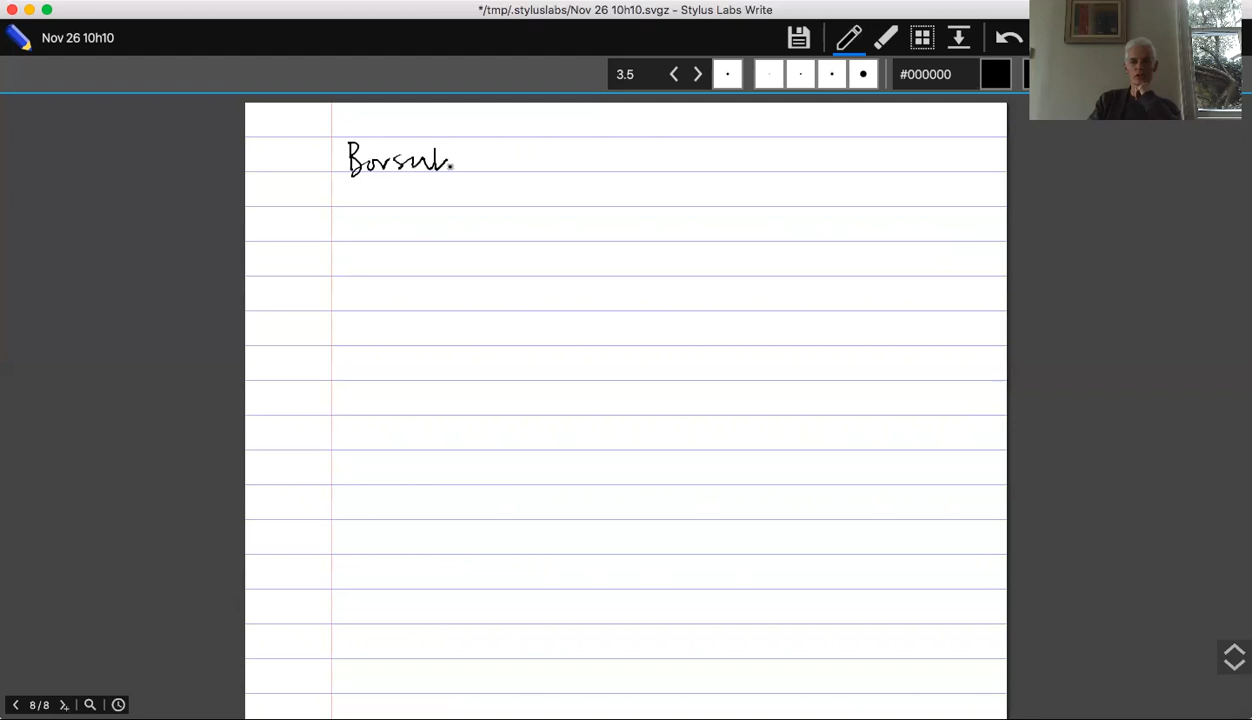 */tmp/.styluslabs/Nov 26 10h10.svgz - Stylus Labs Write
Nov 26 10h10
3.5
#000000
Borsuk
8/8